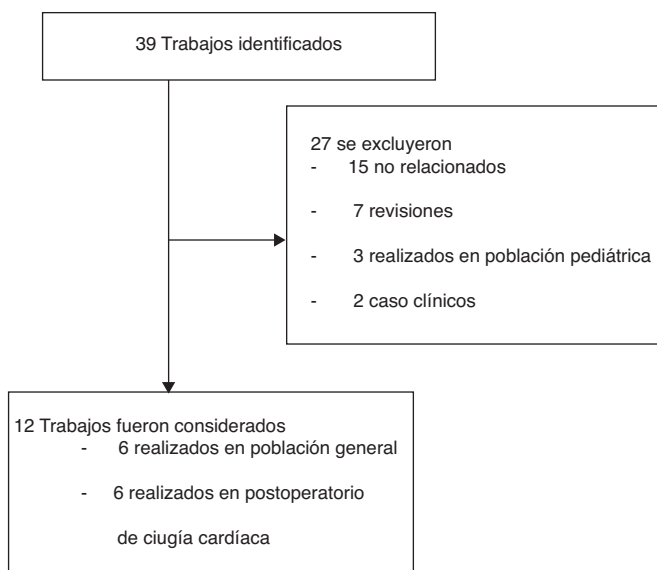 39 Trabajos identificados
27 se excluyeron
- 15 no relacionados
- 7 revisiones
- 3 realizados en población pediátrica
- 2 caso clínicos
12 Trabajos fueron considerados
- 6 realizados en población general
- 6 realizados en postoperatorio
de ciugía cardíaca